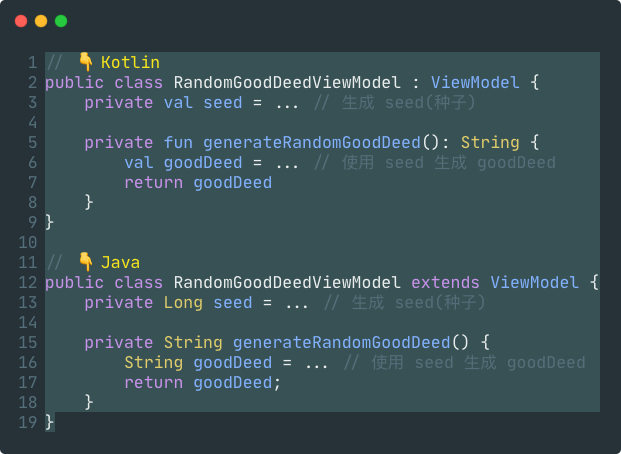 1 // 👇 Kotlin
2 public class RandomGoodDeedViewModel : ViewModel {
3     private val seed = ... // 生成 seed(种子)
4
5     private fun generateRandomGoodDeed(): String {
6         val goodDeed = ... // 使用 seed 生成 goodDeed
7         return goodDeed
8     }
9 }
10
11 // 👇 Java
12 public class RandomGoodDeedViewModel extends ViewModel {
13     private Long seed = ... // 生成 seed(种子)
14
15     private String generateRandomGoodDeed() {
16         String goodDeed = ... // 使用 seed 生成 goodDeed
17         return goodDeed;
18     }
19 }